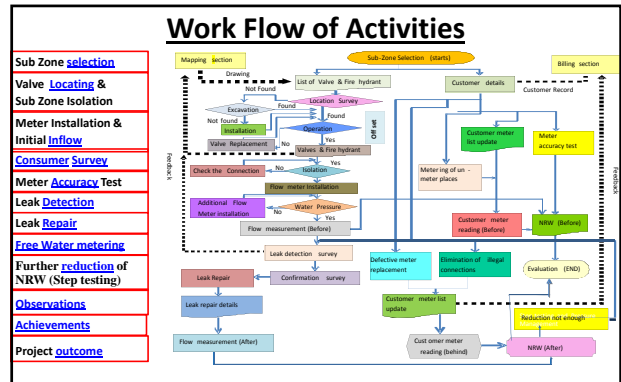 Work Flow of Activities
Sub Zone selection
Valve Locating &
Sub Zone Isolation
Meter Installation &
Initial Inflow
Consumer Survey
Meter Accuracy Test
Leak Detection
Leak Repair
Free Water metering
Further reduction of
NRW (Step testing)
Observations
Achievements
Project outcome
Mapping section
Sub-Zone Selection (starts)
Billing section
Drawing
List of Valve & Fire hydrant
Customer details
Customer Record
Not Found
Location Survey
Excavation
Found
Found
Not found
Installation
Operation
Off set
Customer meter
list update
Meter
accuracy test
No
Yes
Valve Replacement
Valves & Fire hydrant
Feedback
Feedback
Yes
Check the Connection
No
Isolation
Metering of un -
meter places
Flow meter Installation
Additional Flow
Meter installation
No
Water Pressure
Yes
Flow measurement (Before)
Customer meter
reading (Before)
NRW (Before)
Leak detection survey
Defective meter
replacement
Elimination of illegal
connections
Evaluation (END)
Leak Repair
Confirmation survey
Leak repair details
Customer meter list
update
Reduction not enough
Flow measurement (After)
Cust omer meter
reading (behind)
NRW (After)